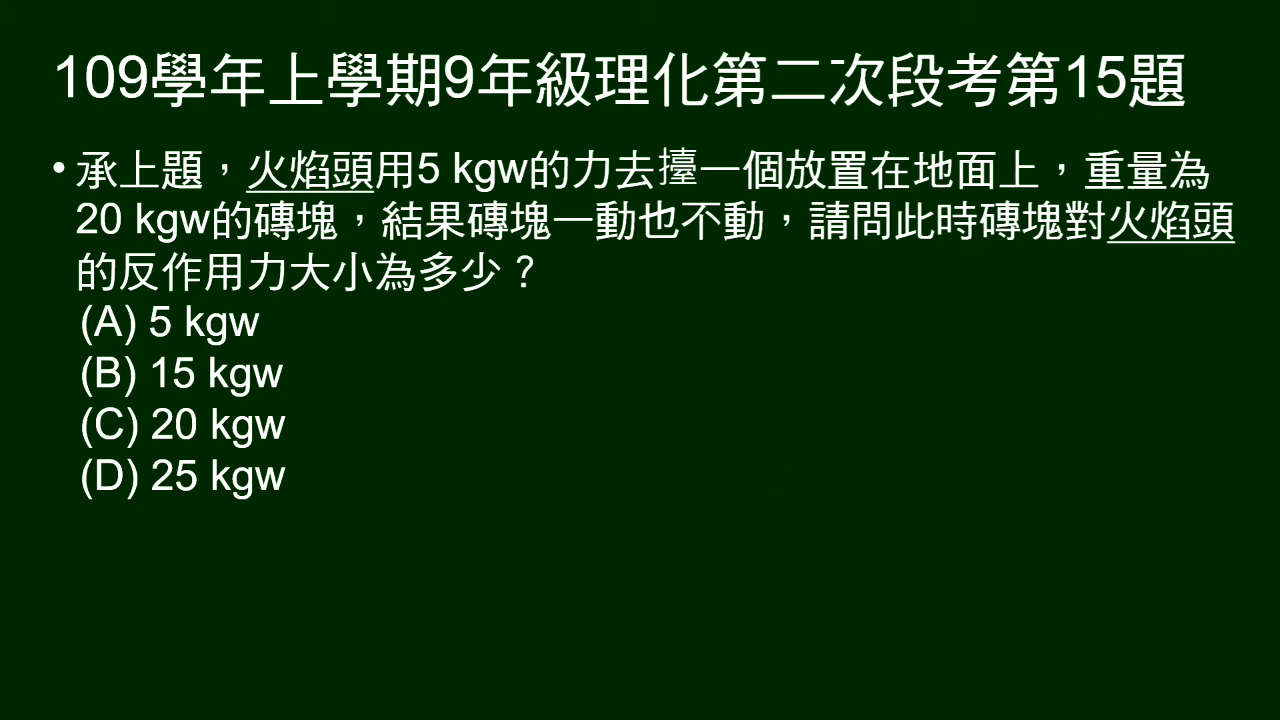 109學年上學期9年級理化第二次段考第15題
• 承上題，火焰頭用5 kgw的力去擡一個放置在地面上，重量為
20 kgw的磚塊，結果磚塊一動也不動，請問此時磚塊對火焰頭
的反作用力大小為多少？
(A) 5 kgw
(B) 15 kgw
(C) 20 kgw
(D) 25 kgw